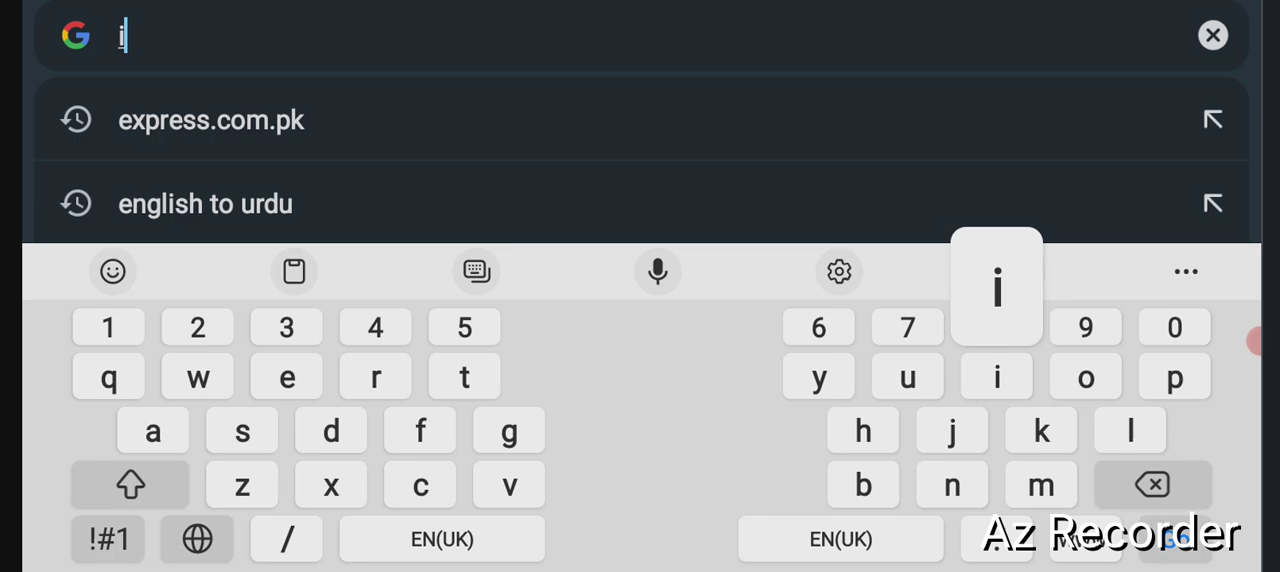 i
express.com.pk
english to urdu
i
1 2 3 4 5 6 7 9 0
q w e r t y u i o p
a s d f g h j k l
z x c v b n m
!#1 / EN(UK) EN(UK)
Az Recorder